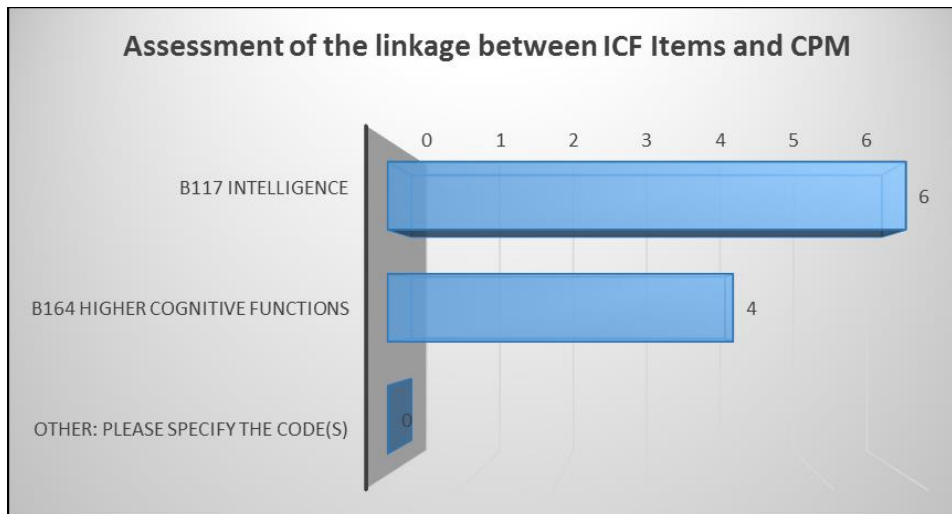 Assessment of the linkage between ICF Items and CPM
0 1 2 3 4 5 6
B117 INTELLIGENCE 6
B164 HIGHER COGNITIVE FUNCTIONS 4
OTHER: PLEASE SPECIFY THE CODE(S) 0